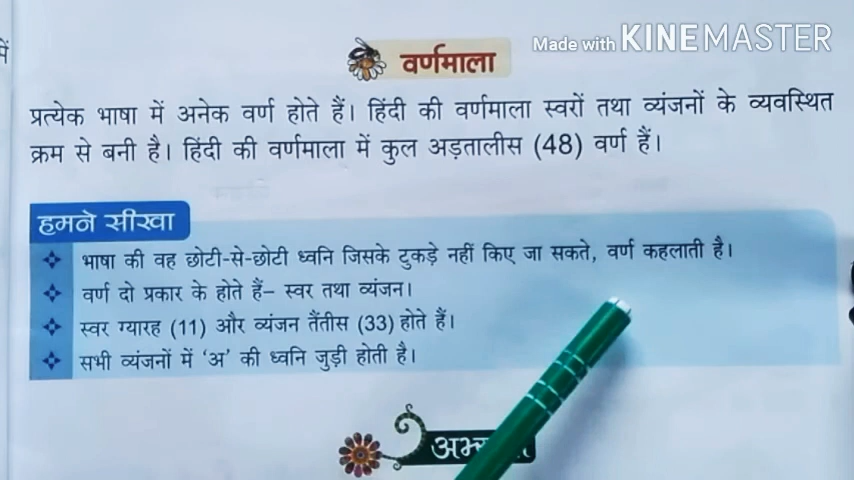 Made with KINEMASTER
में
वर्णमाला
प्रत्येक भाषा में अनेक वर्ण होते हैं। हिंदी की वर्णमाला स्वरों तथा व्यंजनों के व्यवस्थित
क्रम से बनी है। हिंदी की वर्णमाला में कुल अड़तालीस (48) वर्ण हैं।
हमने सीखा
भाषा की वह छोटी-से-छोटी ध्वनि जिसके टुकड़े नहीं किए जा सकते, वर्ण कहलाती है।
वर्ण दो प्रकार के होते हैं– स्वर तथा व्यंजन।
स्वर ग्यारह (11) और व्यंजन तैंतीस (33) होते हैं।
सभी व्यंजनों में ‘अ’ की ध्वनि जुड़ी होती है।